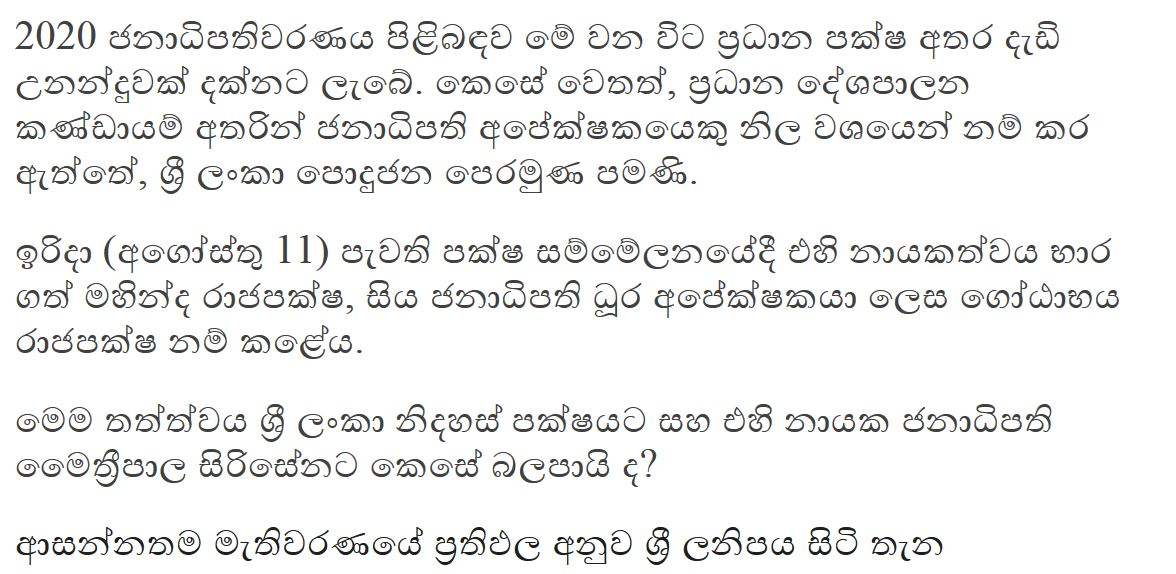 2020 ජනාධිපතිවරණය පිළිබඳව මේ වන විට ප්‍රධාන පක්ෂ අතර දැඩි
උනන්දුවක් දක්නට ලැබේ. කෙසේ වෙතත්, ප්‍රධාන දේශපාලන
කණ්ඩායම් අතරින් ජනාධිපති අපේක්ෂකයෙකු නිල වශයෙන් නම් කර
ඇත්තේ, ශ්‍රී ලංකා පොදුජන පෙරමුණ පමණි.
ඉරිදා (අගෝස්තු 11) පැවති පක්ෂ සම්මේලනයේදී එහි නායකත්වය භාර
ගත් මහින්ද රාජපක්ෂ, සිය ජනාධිපති ධූර අපේක්ෂකයා ලෙස ගෝඨාභය
රාජපක්ෂ නම් කළේය.
මෙම තත්ත්වය ශ්‍රී ලංකා නිදහස් පක්ෂයට සහ එහි නායක ජනාධිපති
මෛත්‍රීපාල සිරිසේනට කෙසේ බලපායි ද?
ආසන්නතම මැතිවරණයේ ප්‍රතිඵල අනුව ශ්‍රී ලනිපය සිටි තැන